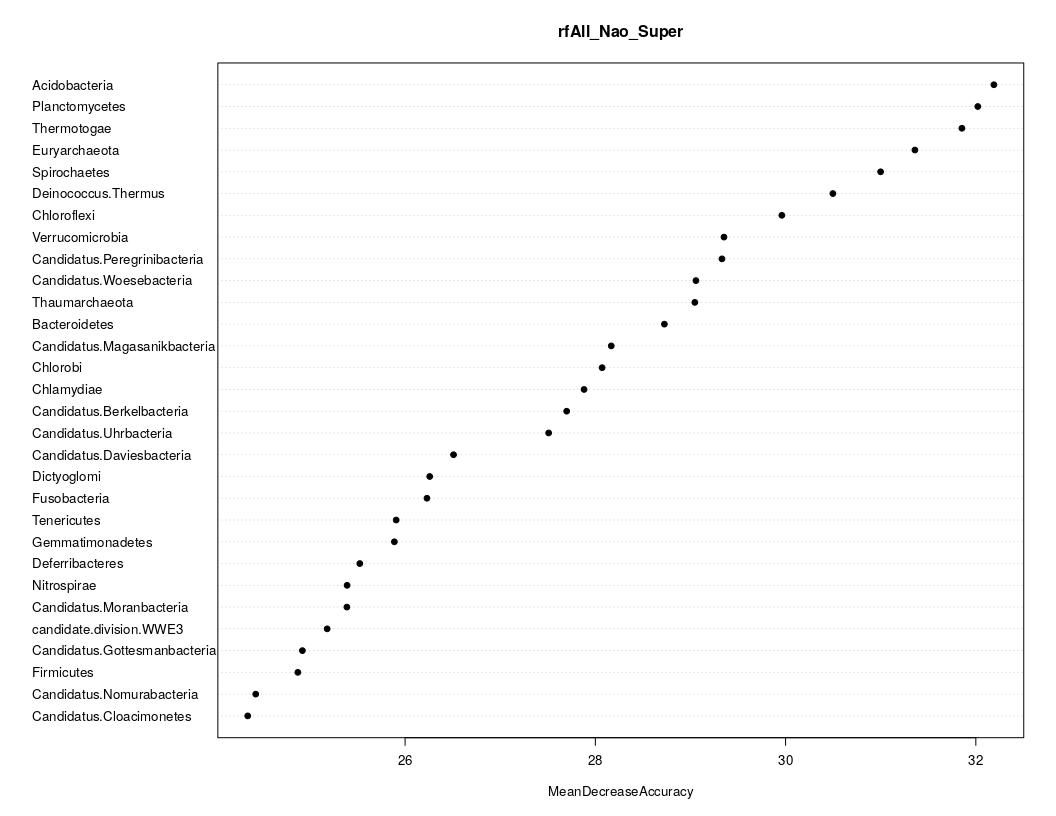 rfAll_Nao_Super
Acidobacteria
Planctomycetes
Thermotogae
Euryarchaeota
Spirochaetes
Deinococcus.Thermus
Chloroflexi
Verrucomicrobia
Candidatus.Peregrinibacteria
Candidatus.Woesebacteria
Thaumarchaeota
Bacteroidetes
Candidatus.Magasanikbacteria
Chlorobi
Chlamydiae
Candidatus.Berkelbacteria
Candidatus.Uhrbacteria
Candidatus.Daviesbacteria
Dictyoglomi
Fusobacteria
Tenericutes
Gemmatimonadetes
Deferribacteres
Nitrospirae
Candidatus.Moranbacteria
candidate.division.WWE3
Candidatus.Gottesmanbacteria
Firmicutes
Candidatus.Nomurabacteria
Candidatus.Cloacimonetes
26 28 30 32
MeanDecreaseAccuracy